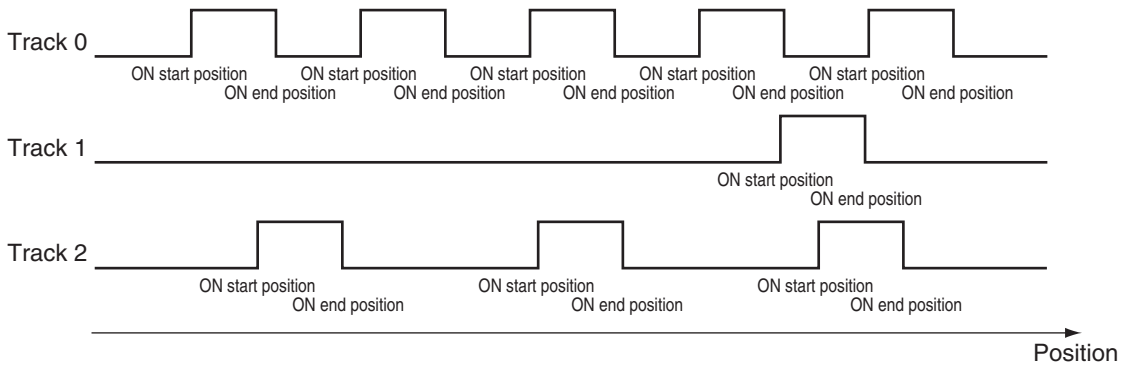 Track 0
ON start position ON start position ON start position ON start position ON start position
ON end position ON end position ON end position ON end position ON end position
Track 1
ON start position
ON end position
Track 2
ON start position ON start position ON start position
ON end position ON end position ON end position
Position